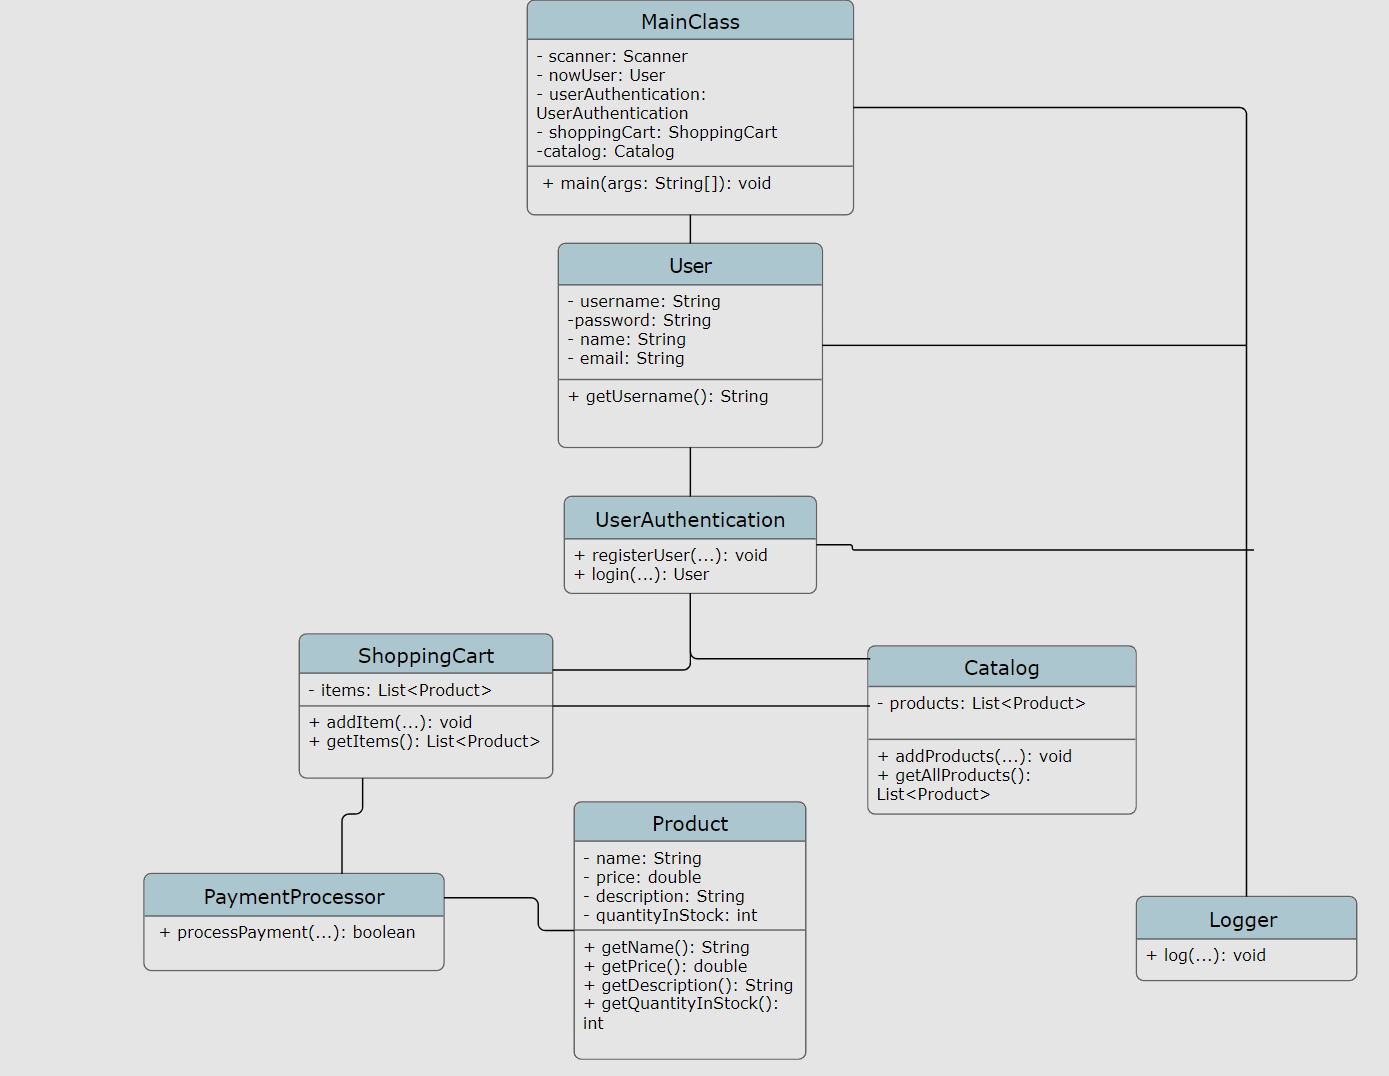 MainClass
- scanner: Scanner
- nowUser: User
- userAuthentication:
UserAuthentication
- shoppingCart: ShoppingCart
-catalog: Catalog
+ main(args: String[]): void
User
- username: String
-password: String
- name: String
- email: String
+ getUsername(): String
UserAuthentication
+ registerUser(...): void
+ login(...): User
ShoppingCart
- items: List<Product>
+ addItem(...): void
+ getItems(): List<Product>
Catalog
- products: List<Product>
+ addProducts(...): void
+ getAllProducts():
List<Product>
Product
- name: String
- price: double
- description: String
- quantityInStock: int
+ getName(): String
+ getPrice(): double
+ getDescription(): String
+ getQuantityInStock():
int
PaymentProcessor
+ processPayment(...): boolean
Logger
+ log(...): void